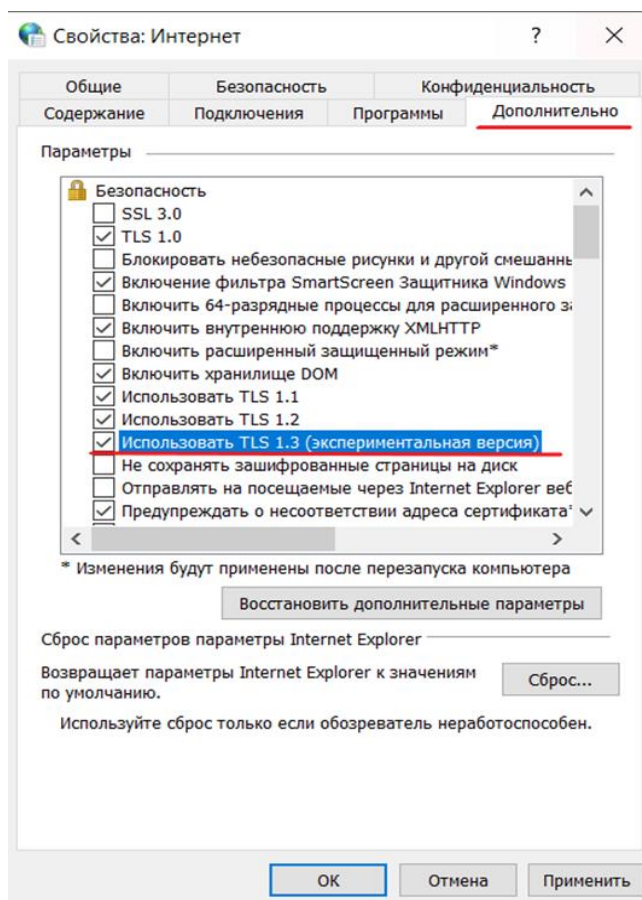 Свойства: Интернет ?
Общие Безопасность Конфиденциальность
Содержание Подключения Программы Дополнительно
Параметры
Безопасность
SSL 3.0
TLS 1.0
Блокировать небезопасные рисунки и другой
Включение фильтра SmartScreen Защитника Windows
Включить 64-разрядные процессы для расширенного
Включить внутреннюю поддержку XMLHTTP
Включить расширенный защищенный режим*
Включить хранилище DOM
Использовать TLS 1.1
Использовать TLS 1.2
Использовать TLS 1.3 (экспериментальная версия)
Не сохранять зашифрованные страницы на диск
Отправлять на посещаемые через Internet Explorer веб
Предупреждать о несоответствии адреса сертификата*
* Изменения будут применены после перезапуска компьютера
Восстановить дополнительные параметры
Сброс параметров параметры Internet Explorer
Возвращает параметры Internet Explorer к значениям
по умолчанию.
Сброс...
Используйте сброс только если обозреватель неработоспособен.
ОК Отмена Применить